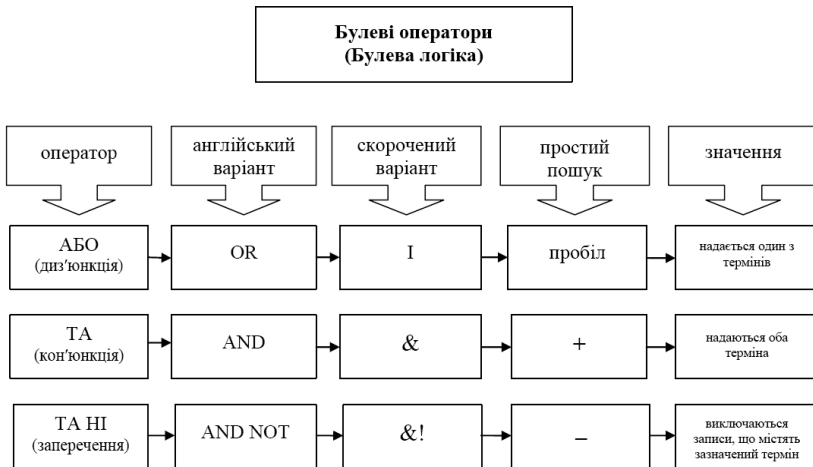 Булеві оператори
(Булева логіка)
оператор
англійський
варіант
скорочений
варіант
простий
пошук
значення
АБО
(диз'юнкція)
OR
I
пробіл
надається один з
термінів
ТА
(кон'юнкція)
AND
&
+
надаються оба
терміна
ТА НІ
(заперечення)
AND NOT
&!
–
виключаються
записи, що містять
зазначений термін